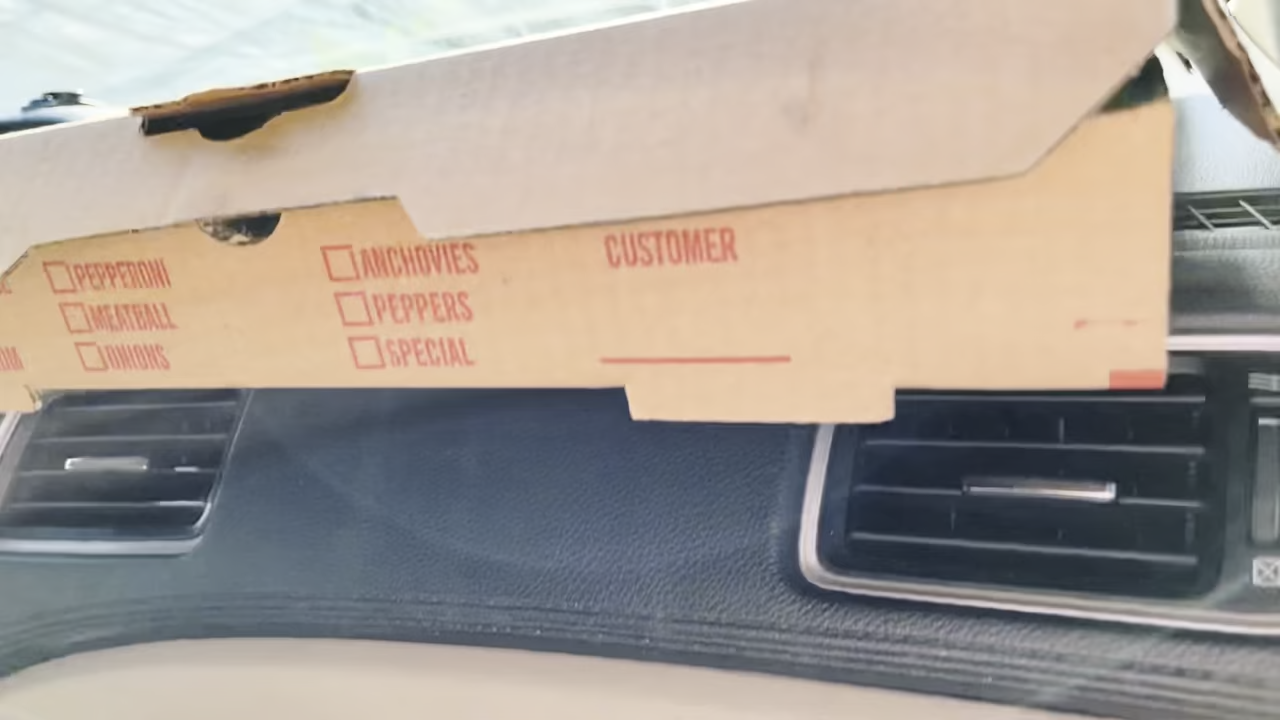 PEPPERONI
MEATBALL
ONIONS
ANCHOVIES
PEPPERS
SPECIAL
CUSTOMER